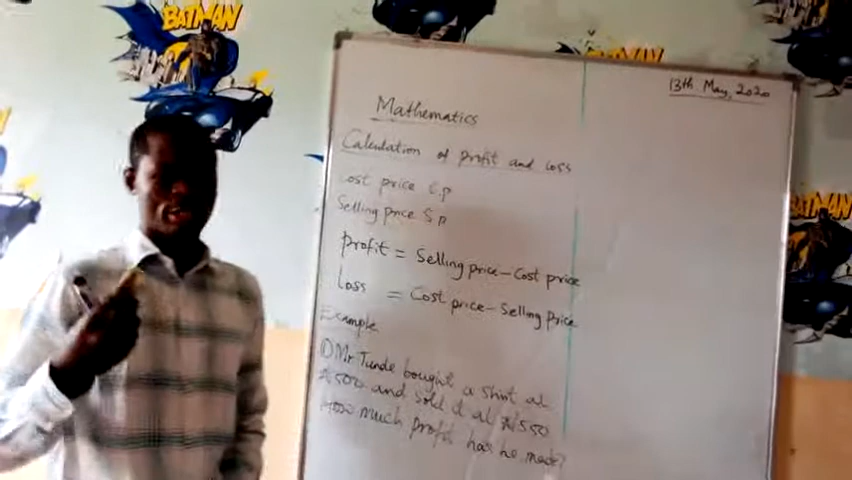 BATMAN
BATMAN
13th May, 2020
Mathematics
Calculation of profit and loss
Cost price C.p
Selling price S.p
Profit = Selling price – Cost price
Loss = Cost price – Selling price
Example
① Mr Tunde bought a shirt at
₦500 and sold it at ₦550
How much profit has he made?
BATMAN